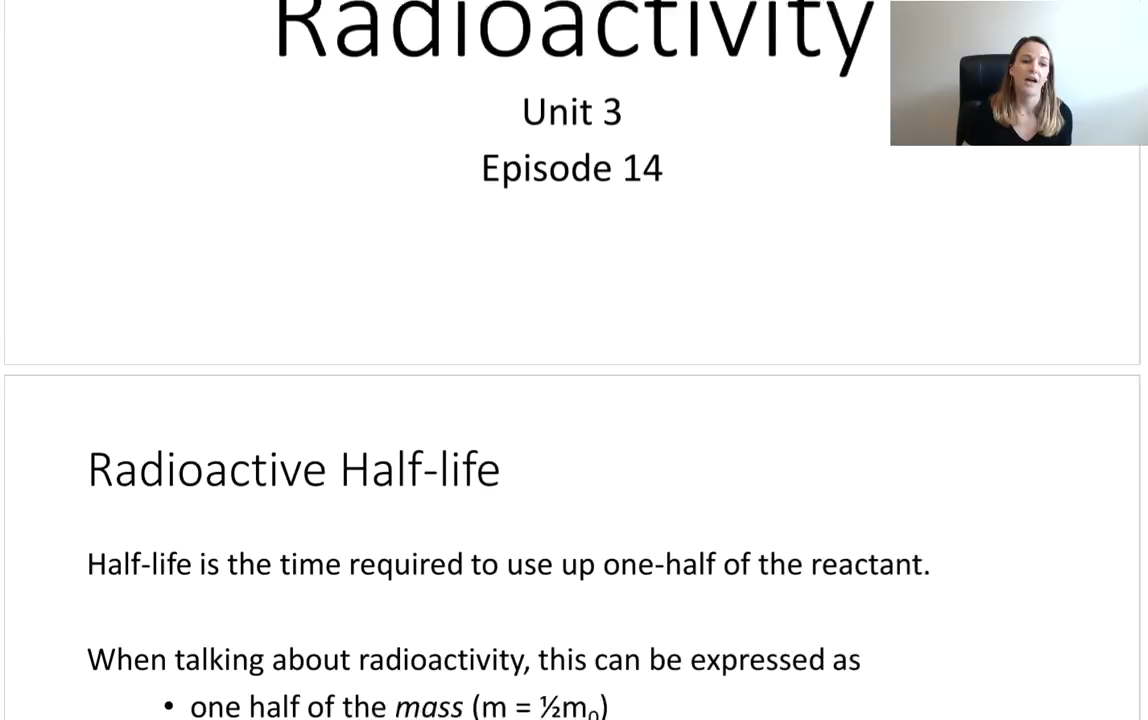 Radioactivity
Unit 3
Episode 14
Radioactive Half-life
Half-life is the time required to use up one-half of the reactant.
When talking about radioactivity, this can be expressed as
• one half of the mass (m = ½m₀)